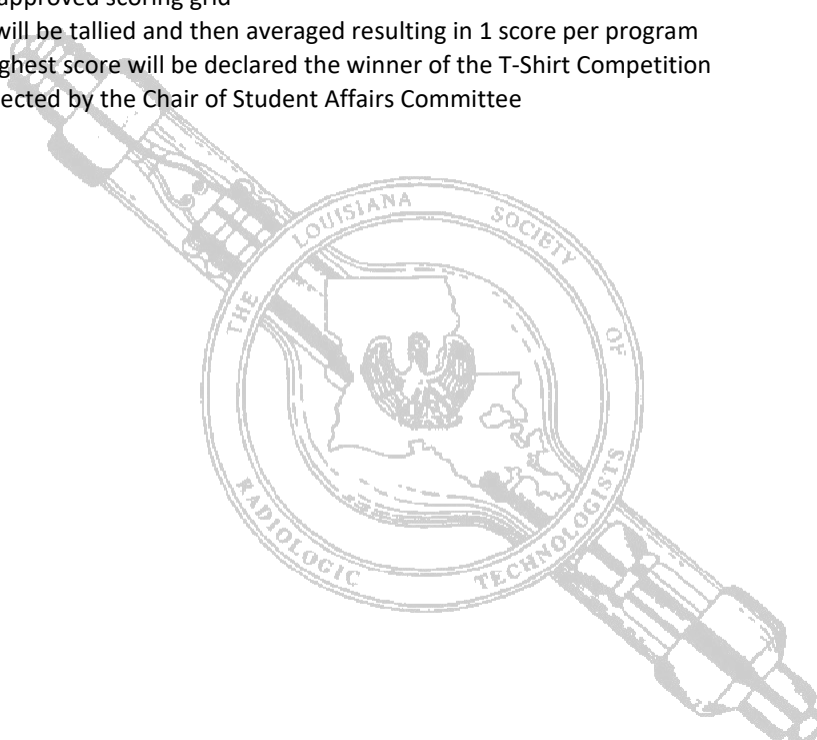 approved scoring grid
will be tallied and then averaged resulting in 1 score per program
ghest score will be declared the winner of the T-Shirt Competition
ected by the Chair of Student Affairs Committee
THE LOUISIANA SOCIETY OF
RADIOLOGIC TECHNOLOGISTS